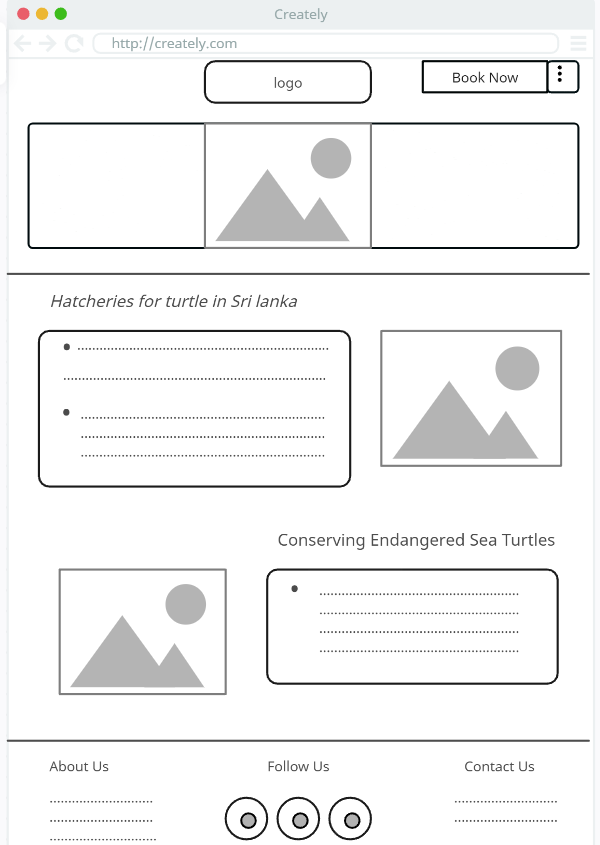 Creately
http://creately.com
logo
Book Now
Hatcheries for turtle in Sri lanka
Conserving Endangered Sea Turtles
About Us
Follow Us
Contact Us